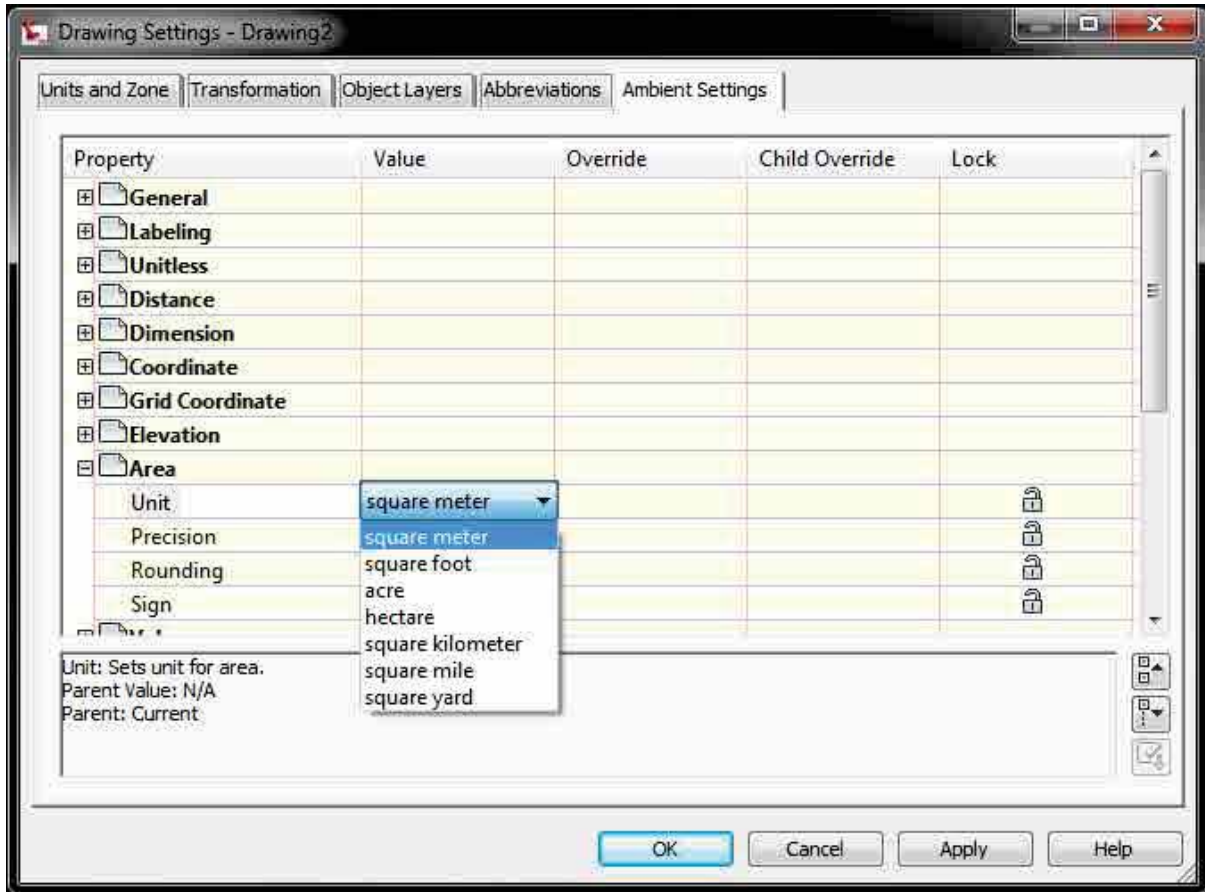 Drawing Settings - Drawing2
Units and Zone Transformation Object Layers Abbreviations Ambient Settings
Property Value Override Child Override Lock
General
Labeling
Unitless
Distance
Dimension
Coordinate
Grid Coordinate
Elevation
Area
Unit square meter
Precision square meter
square foot
Rounding
acre
Sign
hectare
square kilometer
square mile
square yard
Unit: Sets unit for area.
Parent Value: N/A
Parent: Current
OK Cancel Apply Help